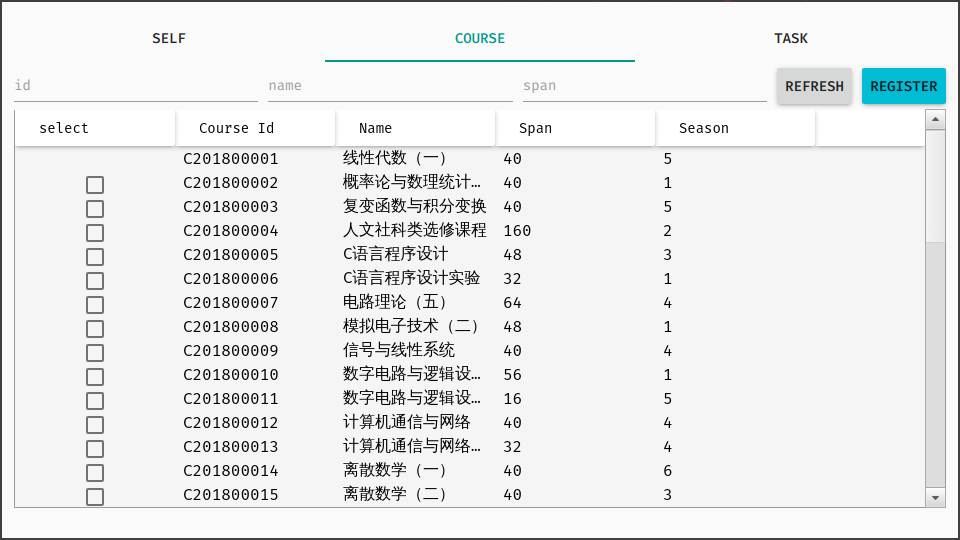 SELF COURSE TASK
id name span REFRESH REGISTER
select Course Id Name Span Season
C201800001 线性代数（一） 40 5
C201800002 概率论与数理统计… 40 1
C201800003 复变函数与积分变换 40 5
C201800004 人文社科类选修课程 160 2
C201800005 C语言程序设计 48 3
C201800006 C语言程序设计实验 32 1
C201800007 电路理论（五） 64 4
C201800008 模拟电子技术（二） 48 1
C201800009 信号与线性系统 40 4
C201800010 数字电路与逻辑设… 56 1
C201800011 数字电路与逻辑设… 16 5
C201800012 计算机通信与网络 40 4
C201800013 计算机通信与网络… 32 4
C201800014 离散数学（一） 40 6
C201800015 离散数学（二） 40 3